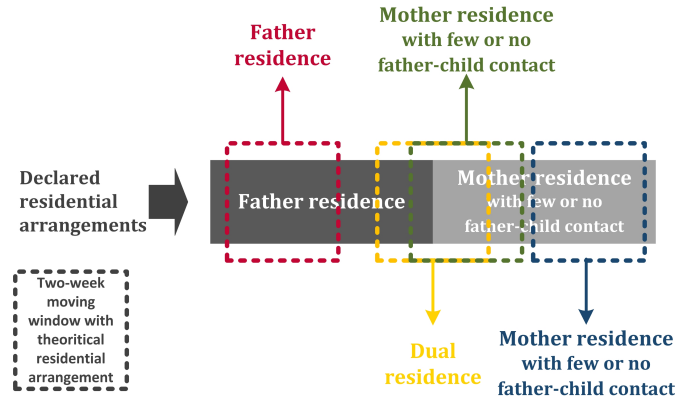 Father
residence
Mother residence
with few or no
father-child contact
Declared
residential
arrangements
Father residence
Mother residence
with few or no
father-child contact
Two-week
moving
window with
theoritical
residential
arrangement
Dual
residence
Mother residence
with few or no
father-child contact